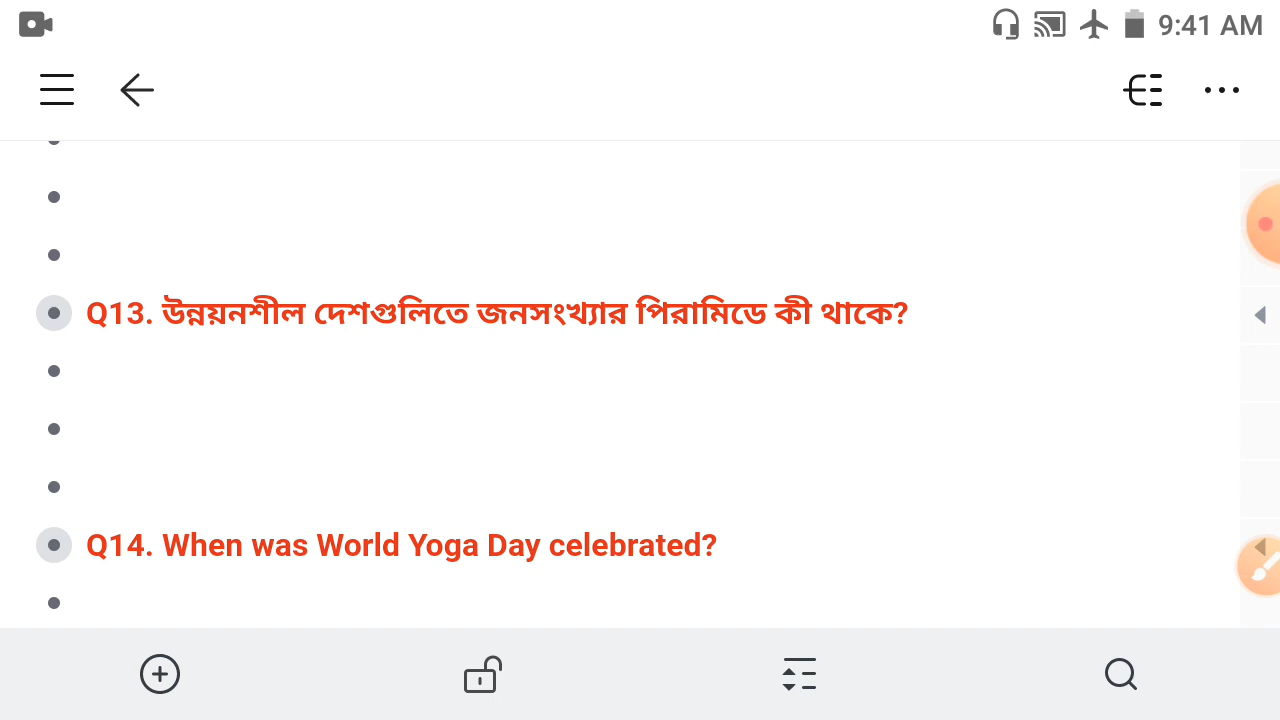 9:41 AM
Q13. উন্নয়নশীল দেশগুলিতে জনসংখ্যার পিরামিডে কী থাকে?
Q14. When was World Yoga Day celebrated?